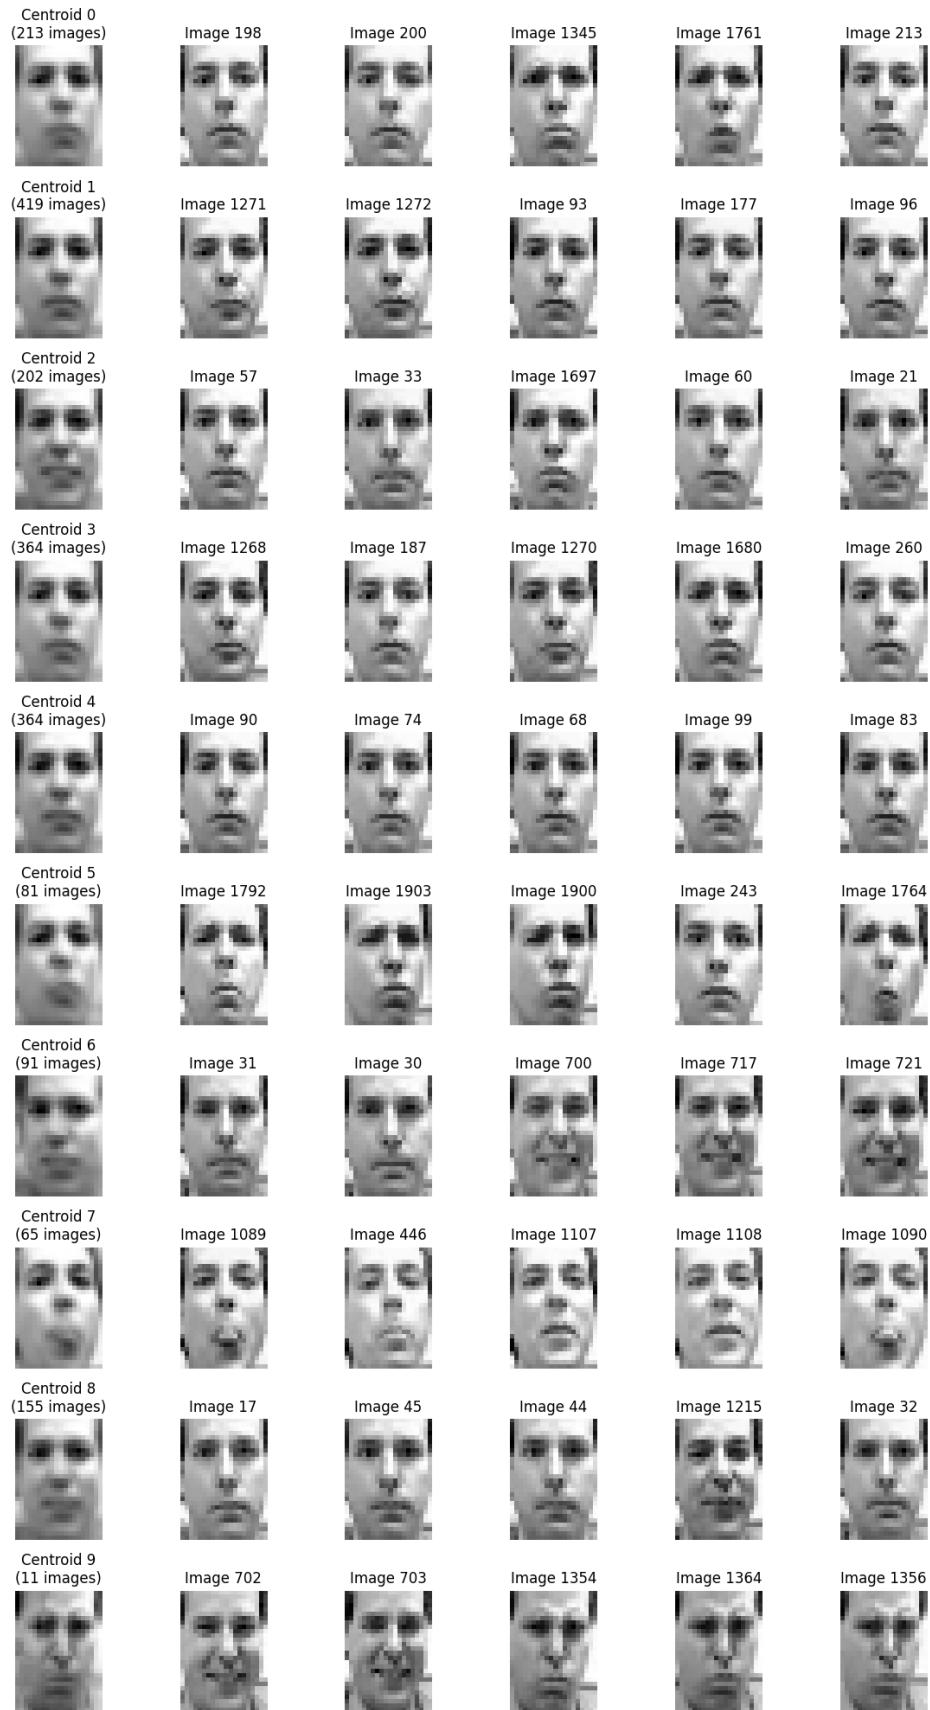 Centroid 0
(213 images)
Image 198
Image 200
Image 1345
Image 1761
Image 213
Centroid 1
(419 images)
Image 1271
Image 1272
Image 93
Image 177
Image 96
Centroid 2
(202 images)
Image 57
Image 33
Image 1697
Image 60
Image 21
Centroid 3
(364 images)
Image 1268
Image 187
Image 1270
Image 1680
Image 260
Centroid 4
(364 images)
Image 90
Image 74
Image 68
Image 99
Image 83
Centroid 5
(81 images)
Image 1792
Image 1903
Image 1900
Image 243
Image 1764
Centroid 6
(91 images)
Image 31
Image 30
Image 700
Image 717
Image 721
Centroid 7
(65 images)
Image 1089
Image 446
Image 1107
Image 1108
Image 1090
Centroid 8
(155 images)
Image 17
Image 45
Image 44
Image 1215
Image 32
Centroid 9
(11 images)
Image 702
Image 703
Image 1354
Image 1364
Image 1356